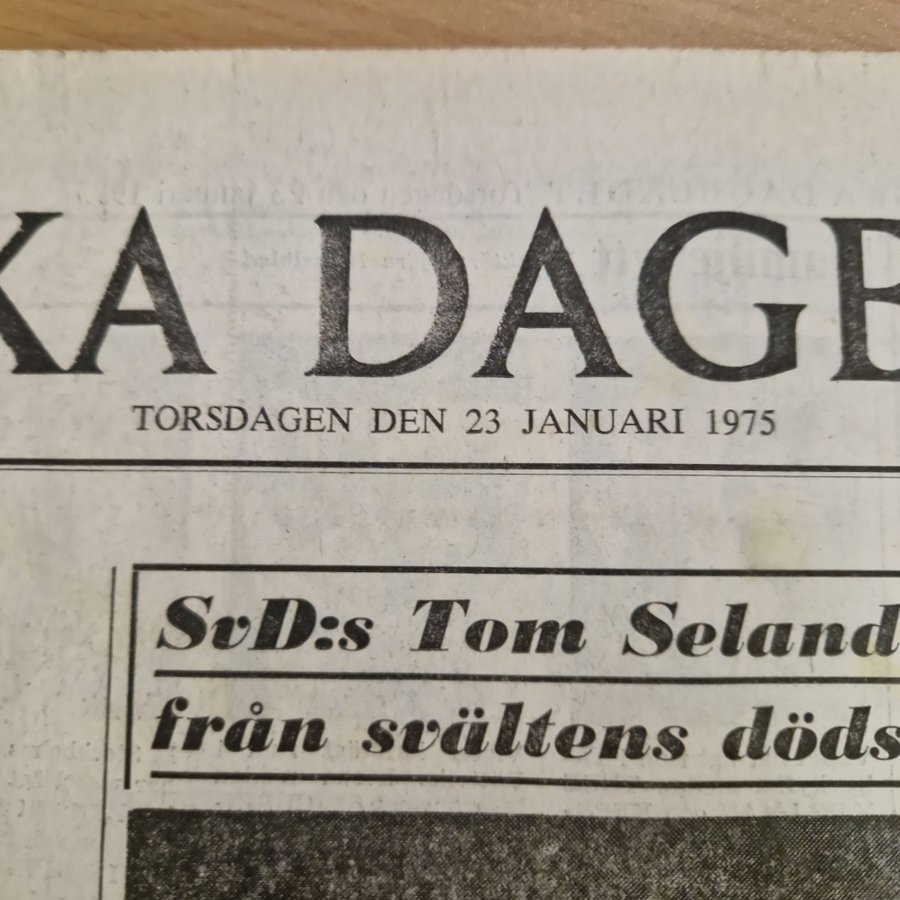 KA DAGB
TORSDAGEN DEN 23 JANUARI 1975
SvD:s Tom Seland
från svältens döds